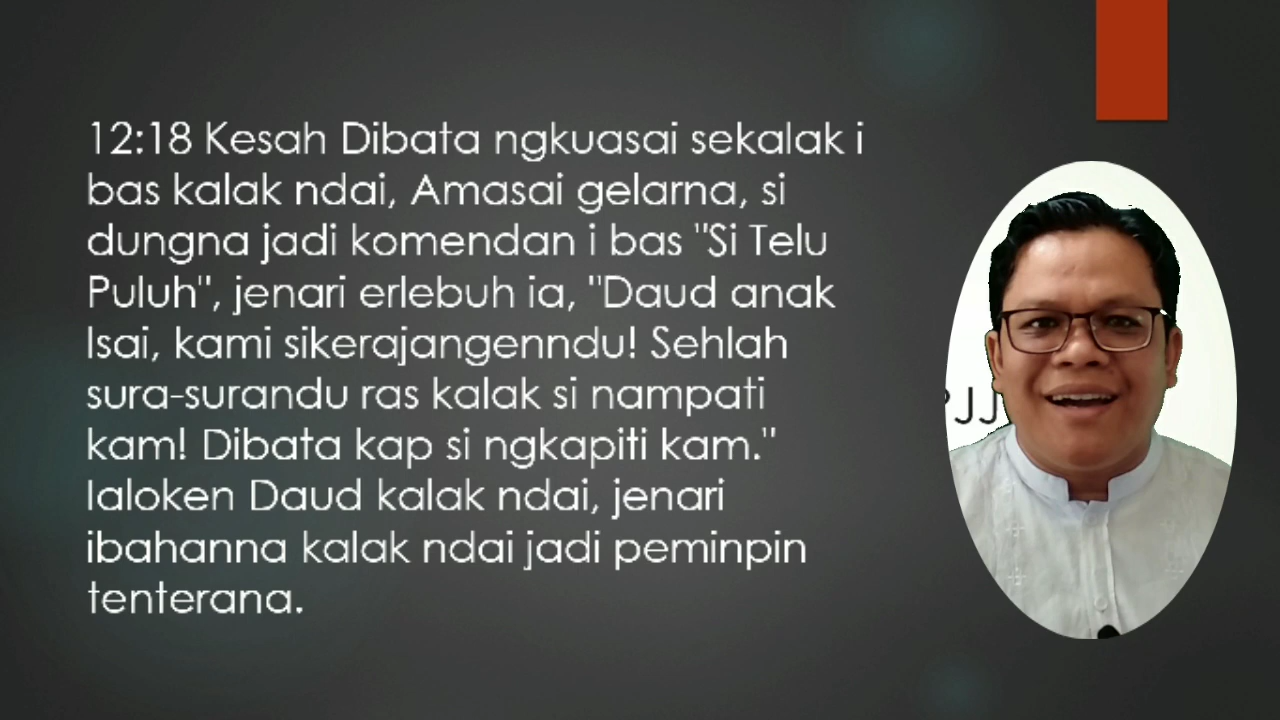 12:18 Kesah Dibata ngkuasai sekalak i
bas kalak ndai, Amasai gelarna, si
dungna jadi komendan i bas "Si Telu
Puluh", jenari erlebuh ia, "Daud anak
Isai, kami sikerajangenndu! Sehlah
sura-surandu ras kalak si nampati
kam! Dibata kap si ngkapiti kam."
Ialoken Daud kalak ndai, jenari
ibahanna kalak ndai jadi peminpin
tenterana.